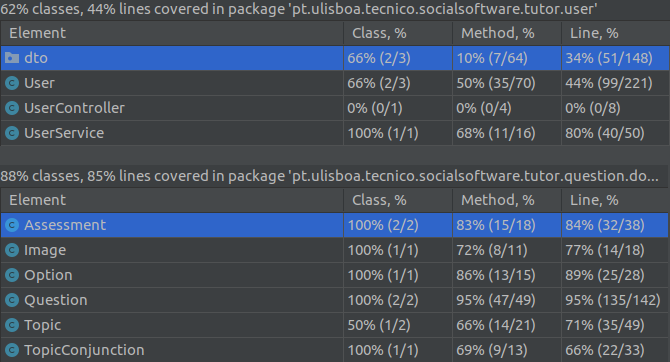 62% classes, 44% lines covered in package 'pt.ulisboa.tecnico.socialsoftware.tutor.user'
Element Class, % Method, % Line, %
dto 66% (2/3) 10% (7/64) 34% (51/148)
User 66% (2/3) 50% (35/70) 44% (99/221)
UserController 0% (0/1) 0% (0/4) 0% (0/8)
UserService 100% (1/1) 68% (11/16) 80% (40/50)
88% classes, 85% lines covered in package 'pt.ulisboa.tecnico.socialsoftware.tutor.question.do...
Element Class, % Method, % Line, %
Assessment 100% (2/2) 83% (15/18) 84% (32/38)
Image 100% (1/1) 72% (8/11) 77% (14/18)
Option 100% (1/1) 86% (13/15) 89% (25/28)
Question 100% (2/2) 95% (47/49) 95% (135/142)
Topic 50% (1/2) 66% (14/21) 71% (35/49)
TopicConjunction 100% (1/1) 69% (9/13) 66% (22/33)